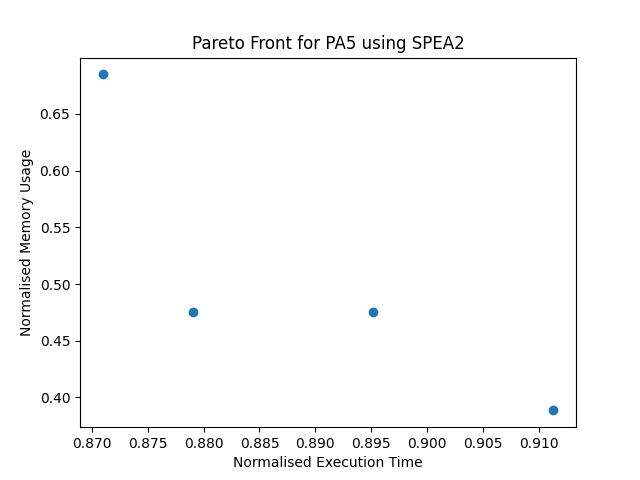 Pareto Front for PA5 using SPEA2
Normalised Memory Usage
0.65
0.60
0.55
0.50
0.45
0.40
0.870 0.875 0.880 0.885 0.890 0.895 0.900 0.905 0.910
Normalised Execution Time